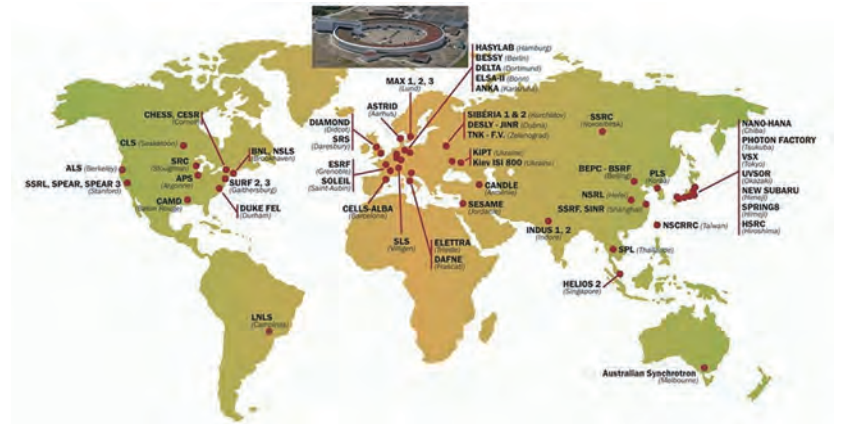 HASYLAB (Hamburg)
BESSY (Berlin)
DELTA (Dortmund)
ELSA-II (Bonn)
ANKA (Karlsruhe)
MAX 1, 2, 3
(Lund)
ASTRID
(Aarhus)
DIAMOND
(Didcot)
SRS
(Daresbury)
ESRF
(Grenoble)
SOLEIL
(Saint-Aubin)
CELLS-ALBA
(Barcelona)
SLS
(Villigen)
ELETTRA
(Trieste)
DAFNE
(Frascati)
SIBERIA 1 & 2 (Kurchatov)
DESLY - JINR (Dubna)
TNK - F.V. (Zelenograd)
KIPT (Ukraine)
Kiev ISI 800 (Ukraine)
CANDLE
(Armenia)
SESAME
(Jordanie)
SSRC
(Novosibirsk)
INDUS 1, 2
(Indore)
BEPC - BSRF
(Beijing)
PLS
(Korea)
NSRL (Hefei)
SSRF, SINR (Shanghai)
NSCRRC (Taiwan)
SPL (Thailande)
HELIOS 2
(Singapore)
NANO-HANA
(Chiba)
PHOTON FACTORY
(Tsukuba)
VSX
(Tokyo)
UVSOR
(Okazaki)
NEW SUBARU
(Himeji)
SPRING8
(Himeji)
HSRC
(Hiroshima)
Australian Synchrotron
(Melbourne)
CHESS, CESR
(Cornell)
CLS (Saskatoon)
BNL, NSLS
(Brookhaven)
SRC
(Stoughton)
APS
(Argonne)
ALS (Berkeley)
SSRL, SPEAR, SPEAR 3
(Stanford)
SURF 2, 3
(Gaithersburg)
CAMD
DUKE FEL
(Durham)
LNLS
(Campinas)